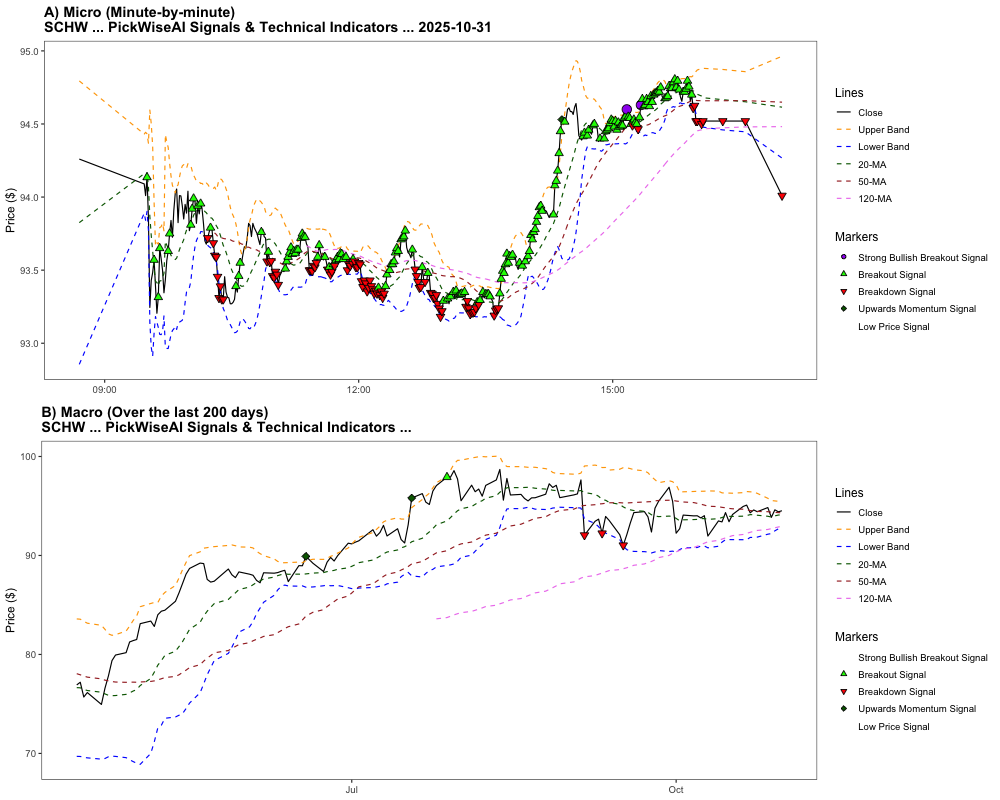 A) Micro (Minute-by-minute)
SCHW ... PickWiseAI Signals & Technical Indicators ... 2025-10-31
Price ($)
95.0
94.5
94.0
93.5
93.0
09:00
12:00
15:00
Lines
Close
Upper Band
Lower Band
20-MA
50-MA
120-MA
Markers
Strong Bullish Breakout Signal
Breakout Signal
Breakdown Signal
Upwards Momentum Signal
Low Price Signal
B) Macro (Over the last 200 days)
SCHW ... PickWiseAI Signals & Technical Indicators ...
Price ($)
100
90
80
70
Jul
Oct
Lines
Close
Upper Band
Lower Band
20-MA
50-MA
120-MA
Markers
Strong Bullish Breakout Signal
Breakout Signal
Breakdown Signal
Upwards Momentum Signal
Low Price Signal